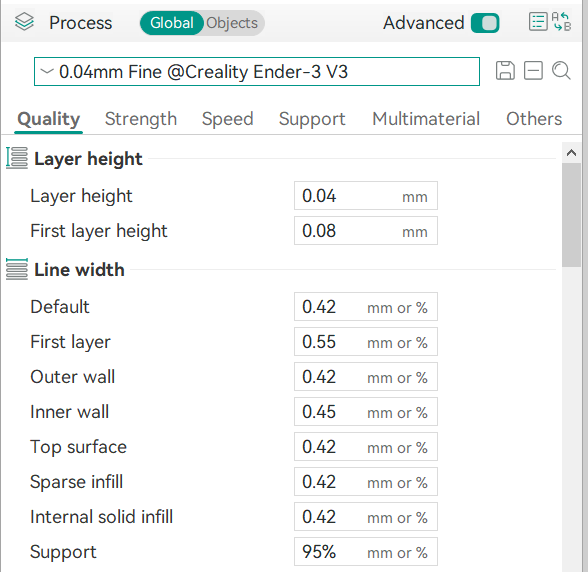 Process Global Objects Advanced A B
0.04mm Fine @Creality Ender-3 V3
Quality Strength Speed Support Multimaterial Others
Layer height
Layer height 0.04 mm
First layer height 0.08 mm
Line width
Default 0.42 mm or %
First layer 0.55 mm or %
Outer wall 0.42 mm or %
Inner wall 0.45 mm or %
Top surface 0.42 mm or %
Sparse infill 0.42 mm or %
Internal solid infill 0.42 mm or %
Support 95% mm or %